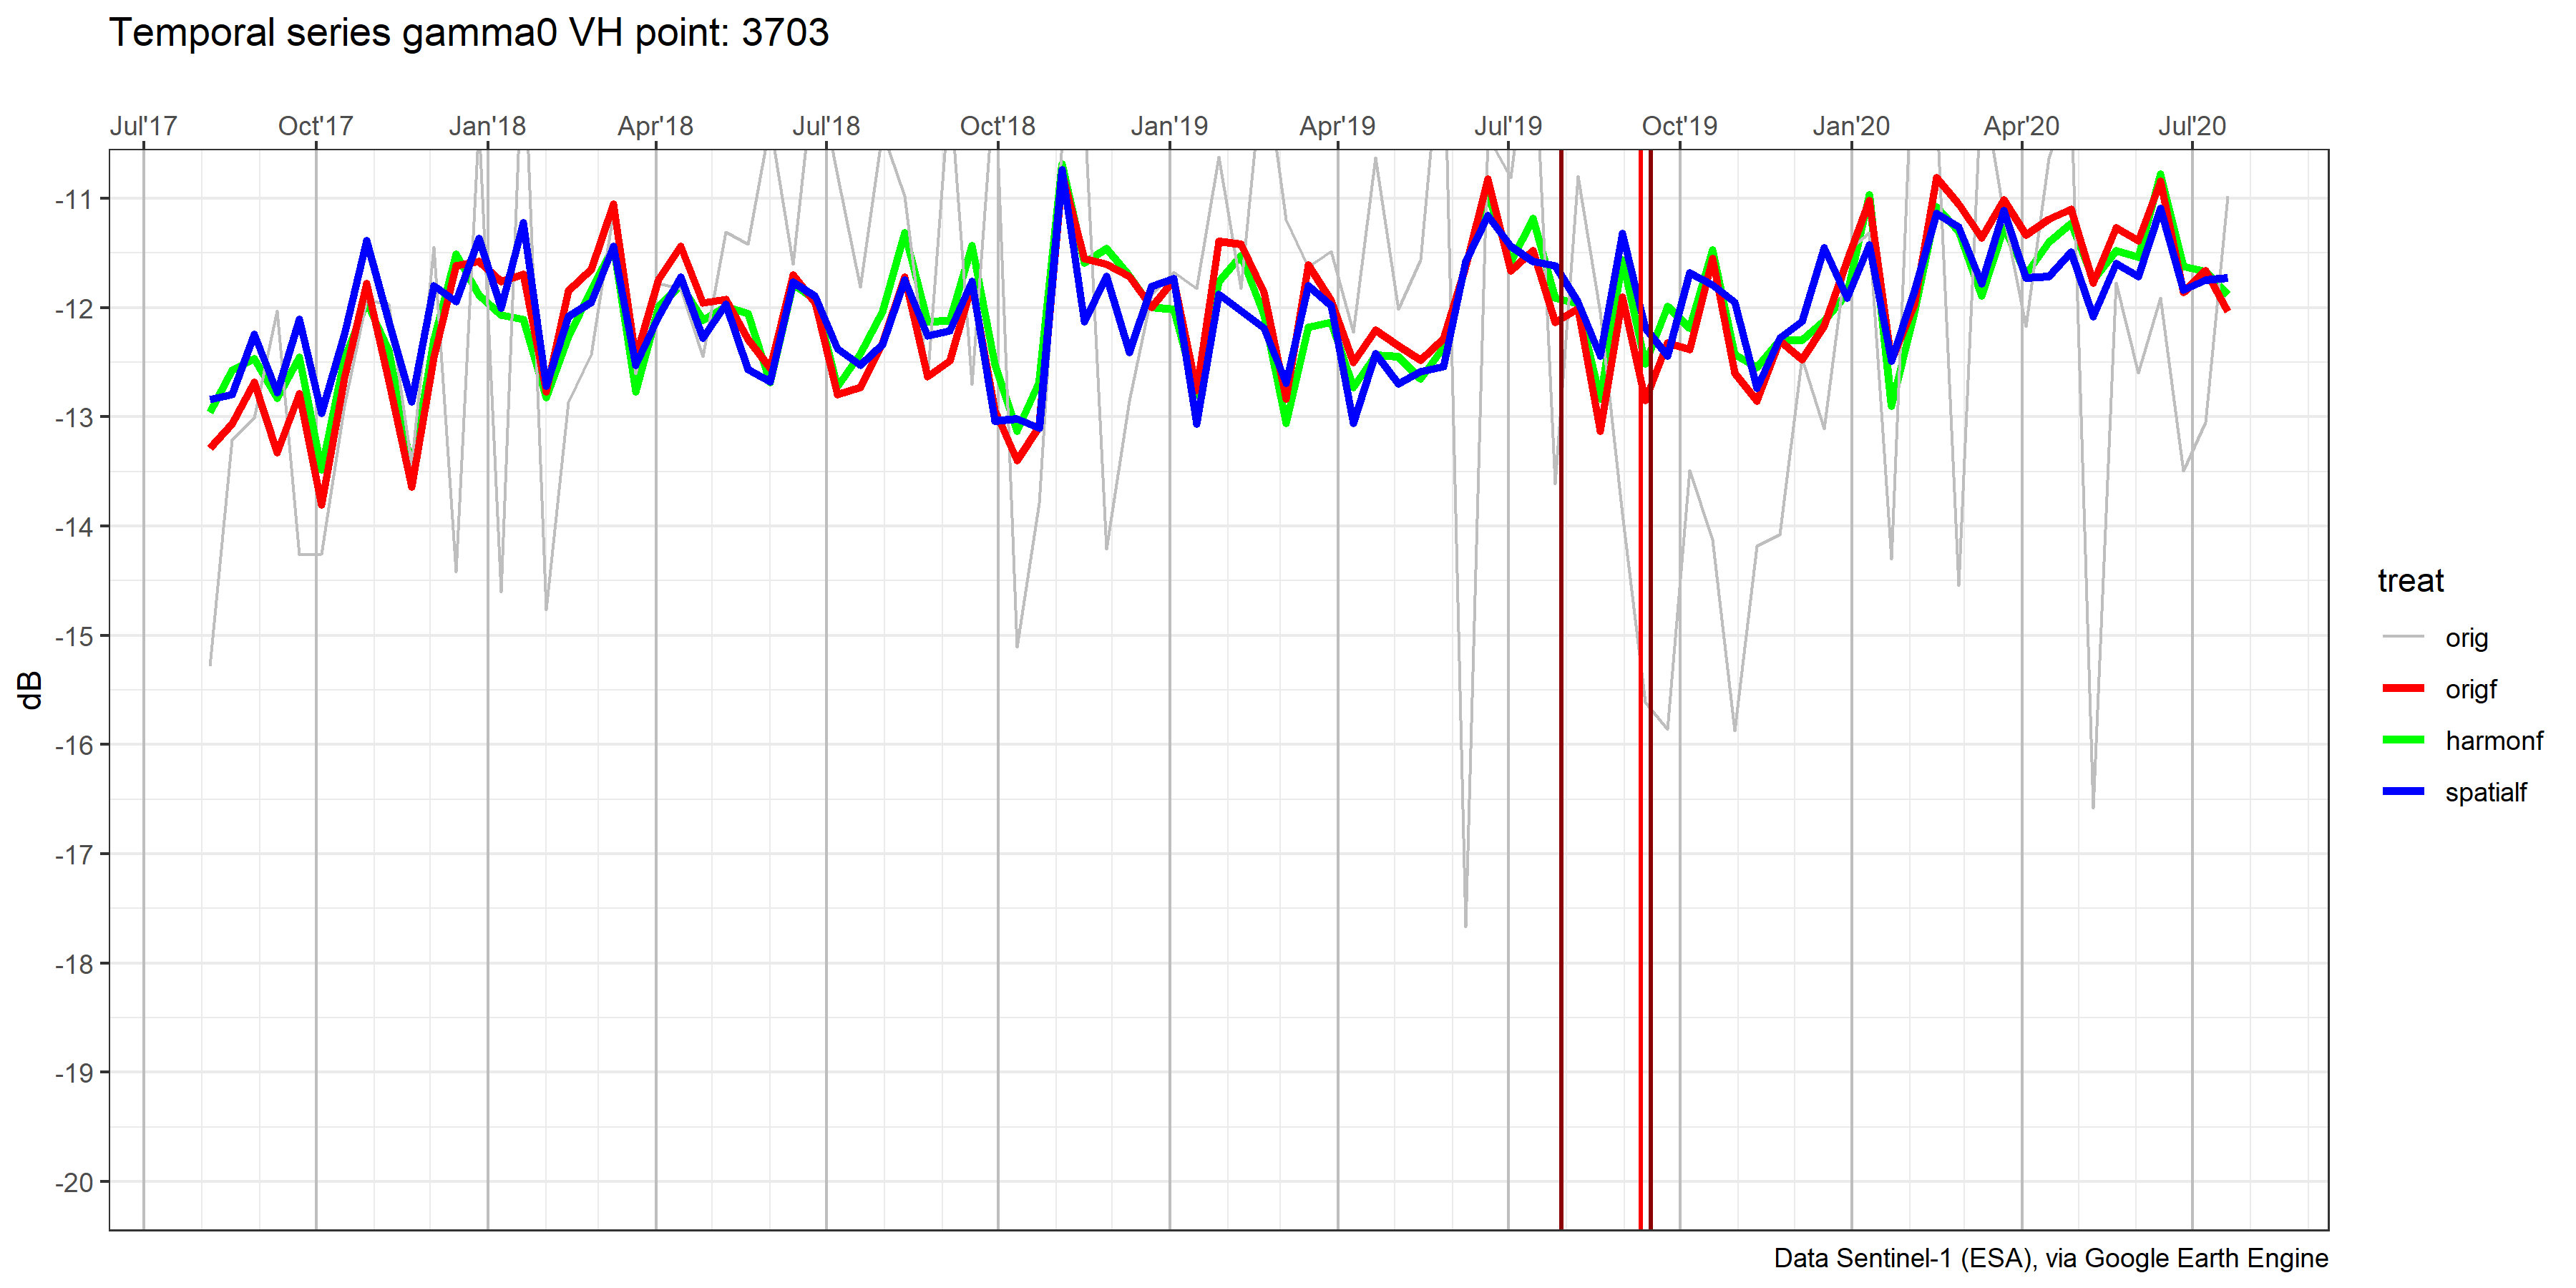 Temporal series gamma0 VH point: 3703
Jul'17 Oct'17 Jan'18 Apr'18 Jul'18 Oct'18 Jan'19 Apr'19 Jul'19 Oct'19 Jan'20 Apr'20 Jul'20
-11
-12
-13
-14
-15
-16
-17
-18
-19
-20
dB
treat
orig
origf
harmonf
spatialf
Data Sentinel-1 (ESA), via Google Earth Engine